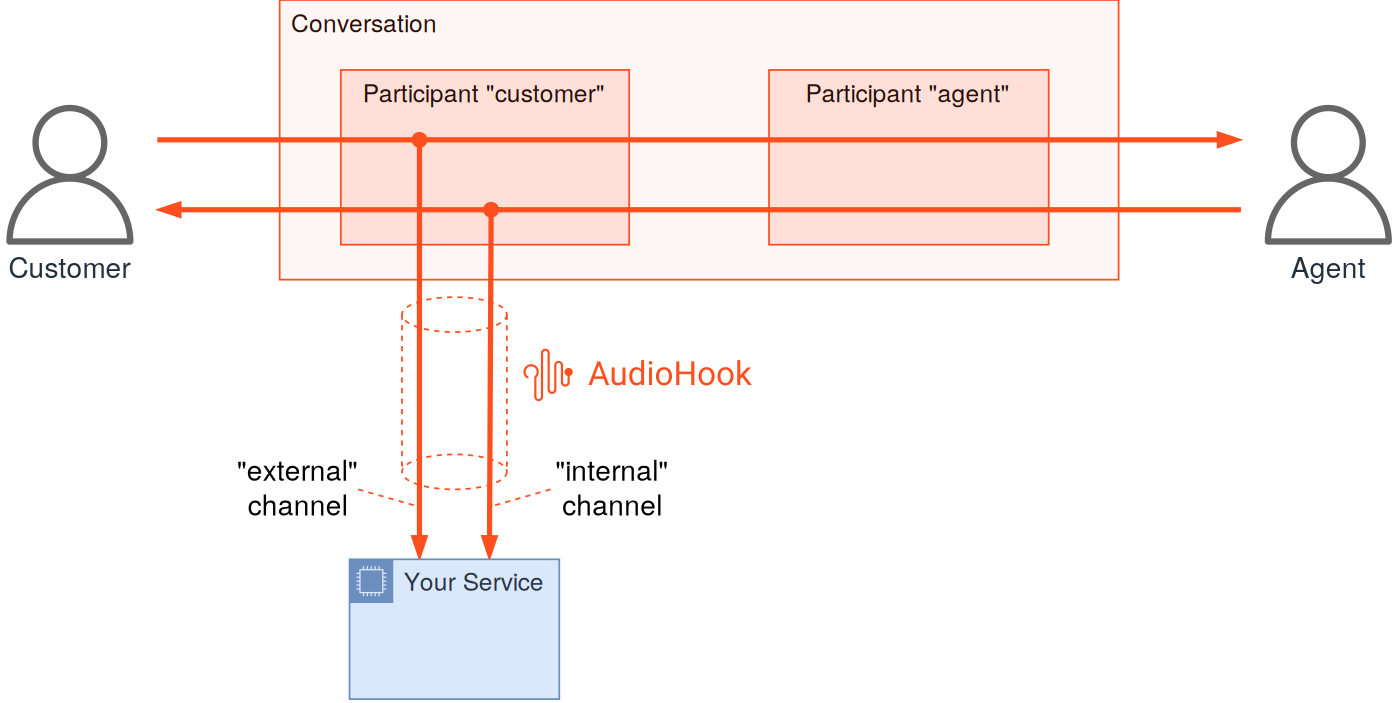 Conversation
Participant "customer"
Participant "agent"
Customer
Agent
AudioHook
"external"
channel
"internal"
channel
Your Service